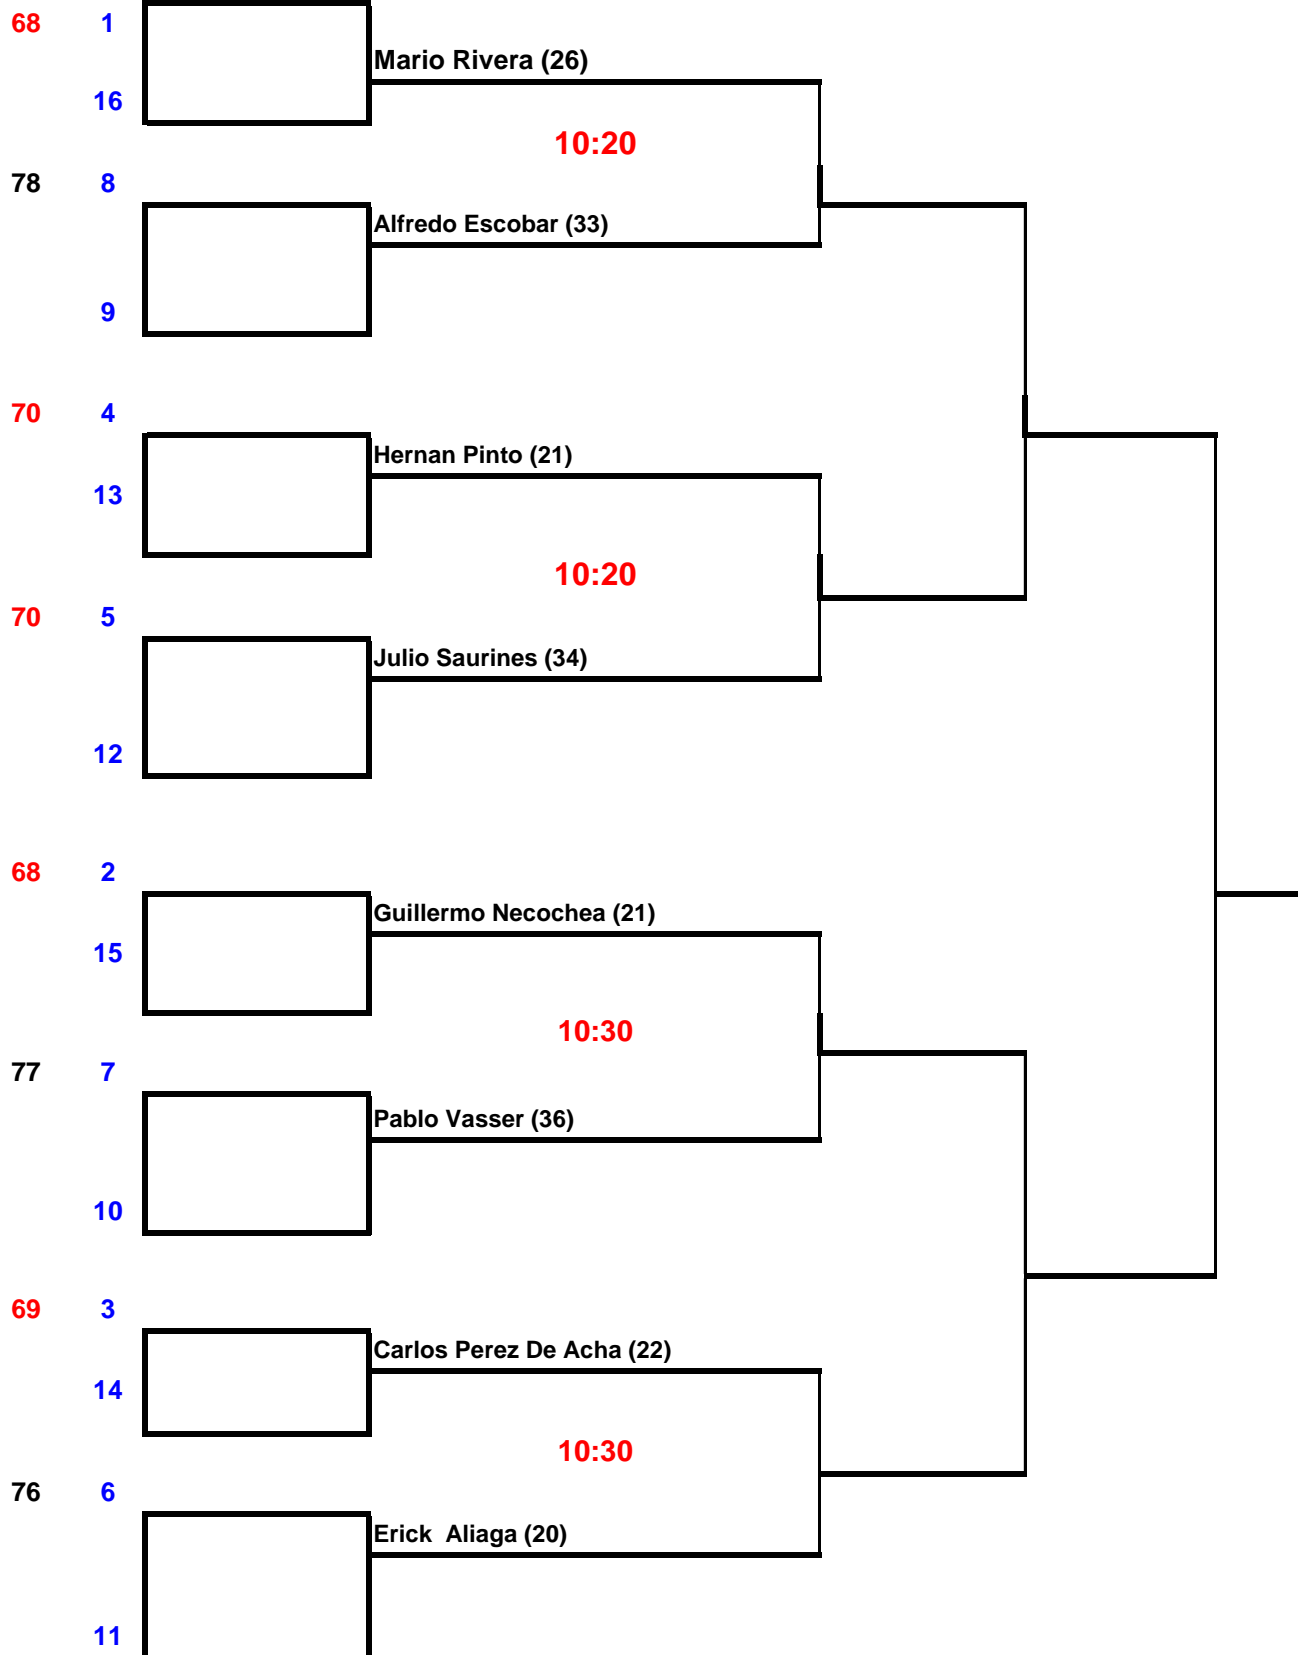 68 1
Mario Rivera (26)
16
10:20
78 8
Alfredo Escobar (33)
9
70 4
Hernan Pinto (21)
13
10:20
70 5
Julio Saurines (34)
12
68 2
Guillermo Necochea (21)
15
10:30
77 7
Pablo Vasser (36)
10
69 3
Carlos Perez De Acha (22)
14
10:30
76 6
Erick  Aliaga (20)
11